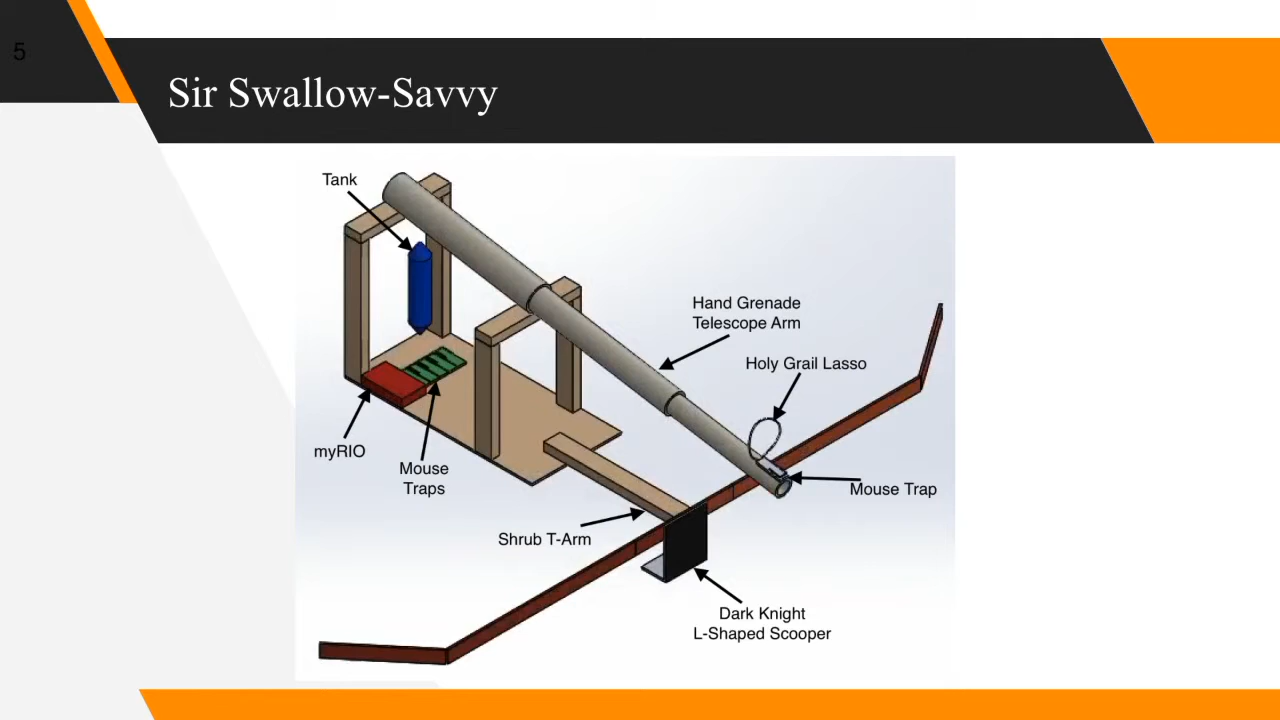 5
Sir Swallow-Savvy
Tank
Hand Grenade
Telescope Arm
Holy Grail Lasso
myRIO
Mouse
Traps
Mouse Trap
Shrub T-Arm
Dark Knight
L-Shaped Scooper